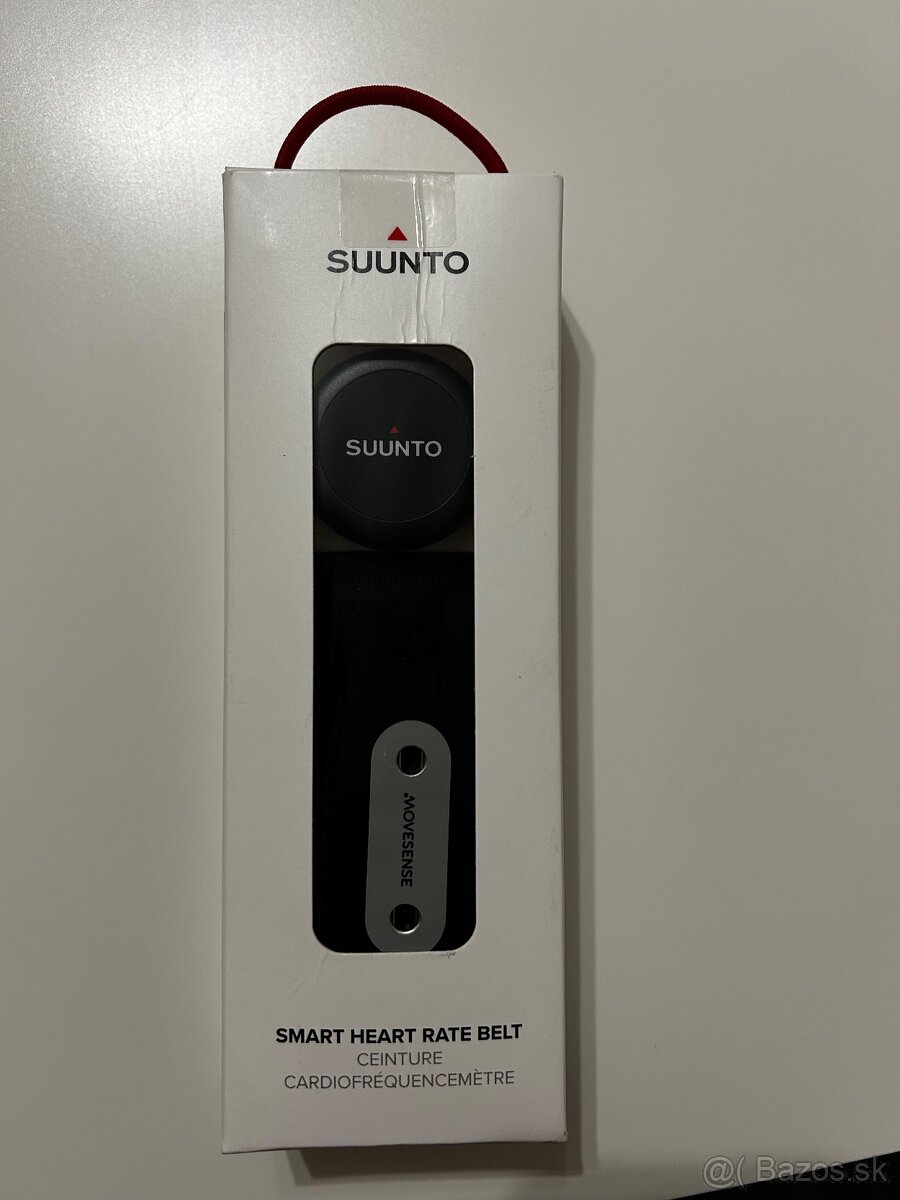 SUUNTO
SUUNTO
MOVESENSE
SMART HEART RATE BELT
CEINTURE
CARDIOFRÉQUENCEMÈTRE
@( Bazos.sk